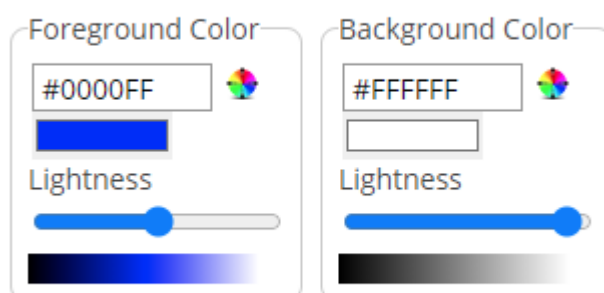 Foreground Color
#0000FF
Lightness
Background Color
#FFFFFF
Lightness